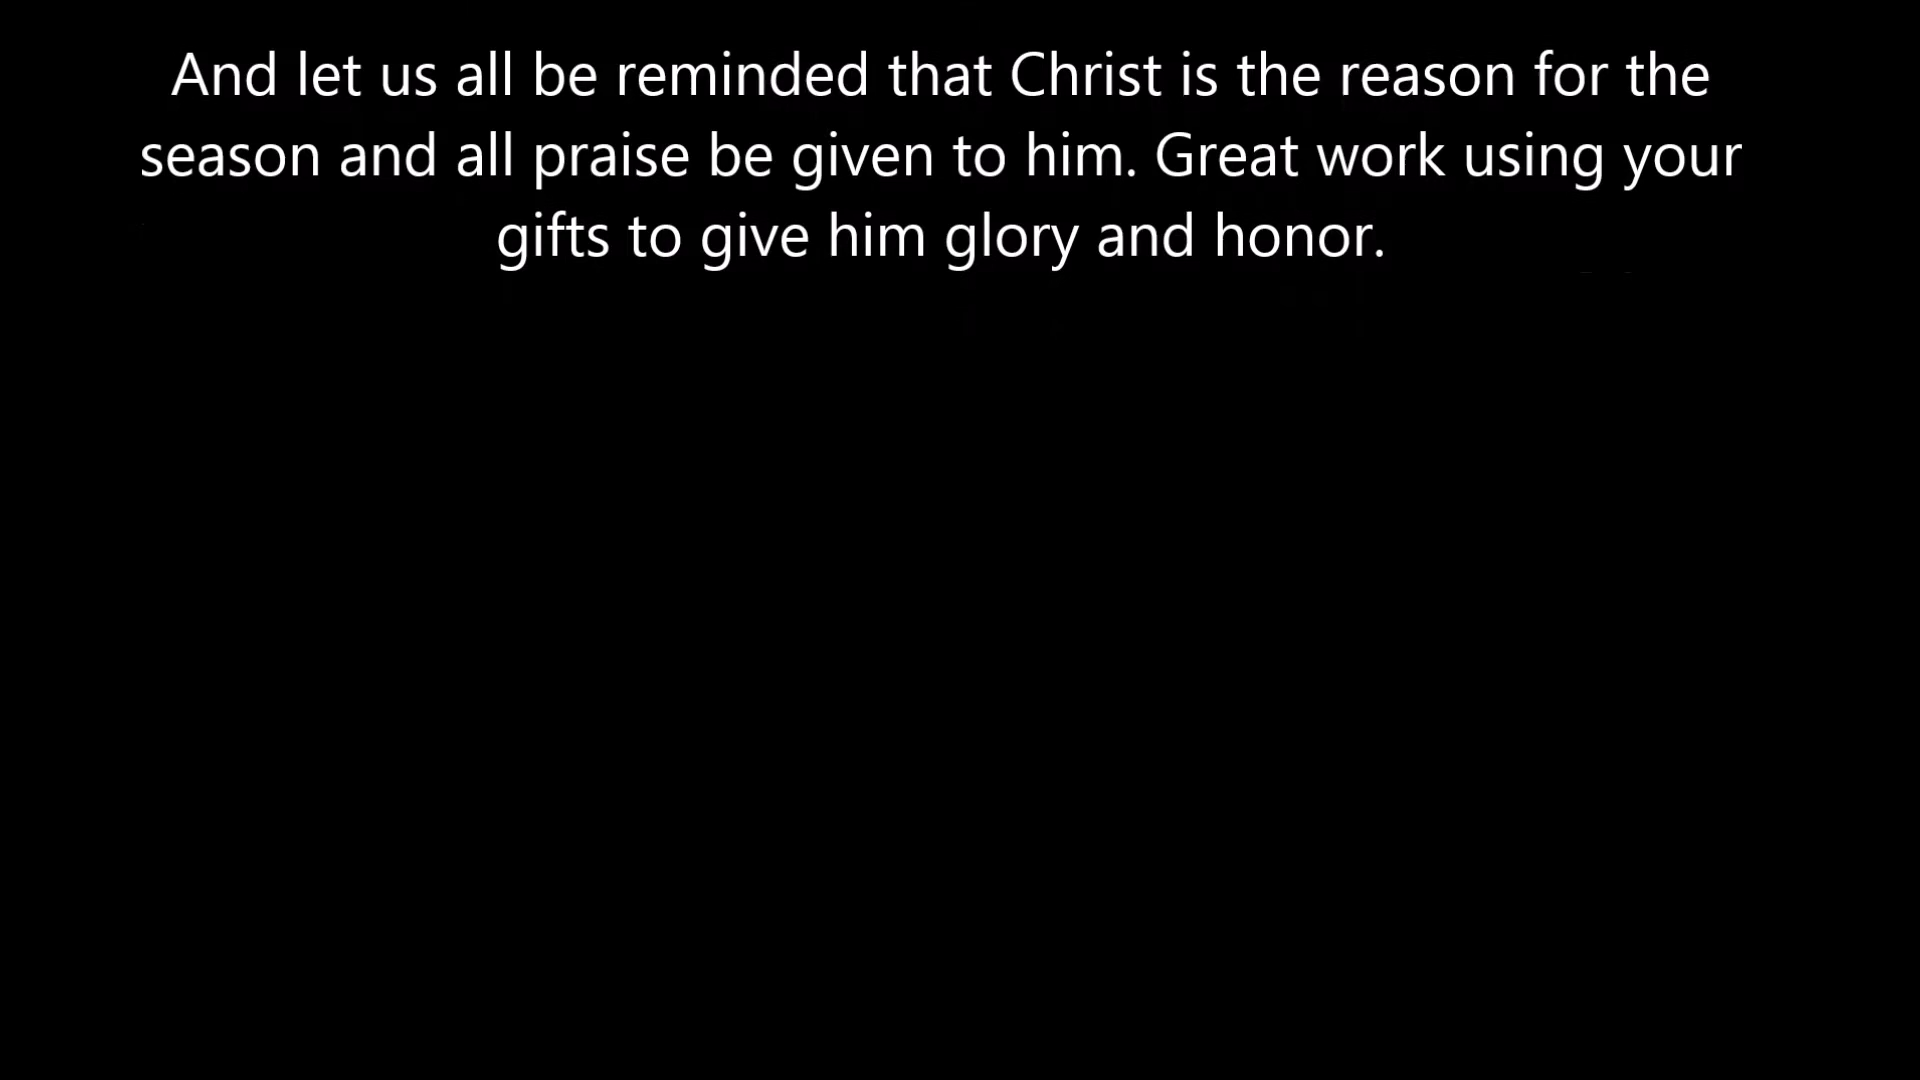 And let us all be reminded that Christ is the reason for the
season and all praise be given to him. Great work using your
gifts to give him glory and honor.